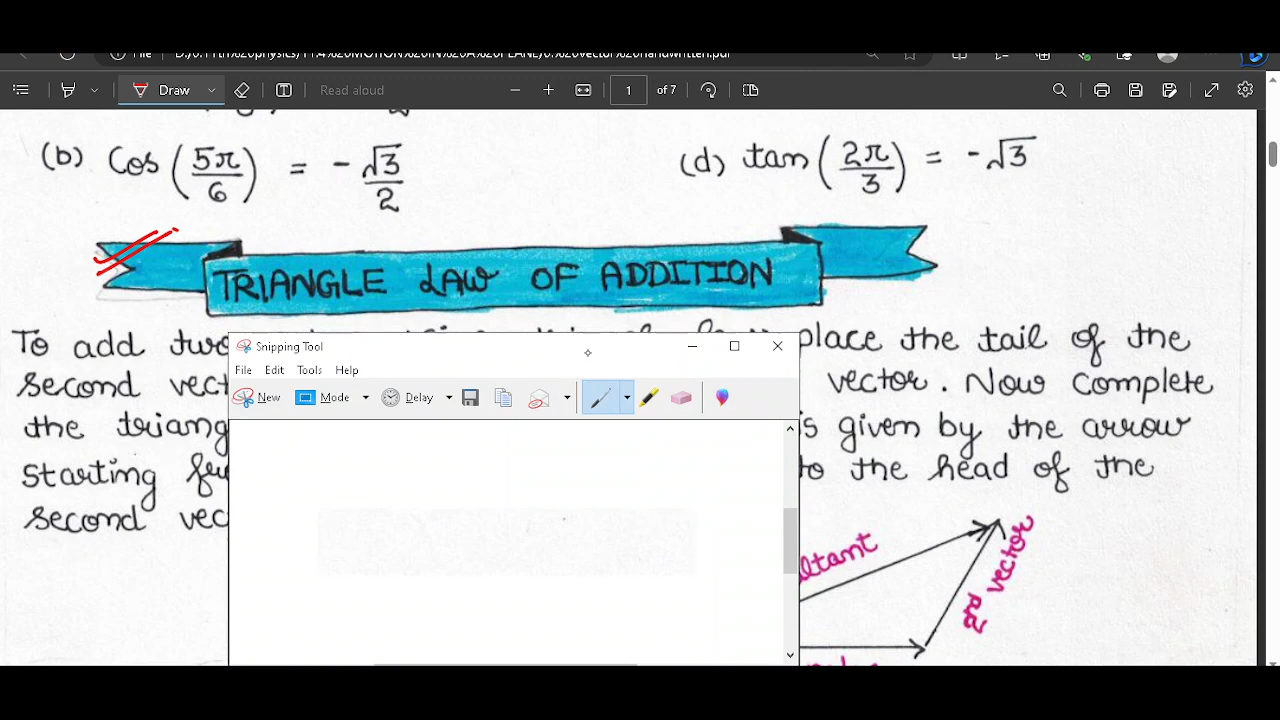 Draw
Read aloud
1 of 7
(b) Cos (5π/6) = -√3/2
(d) tan (2π/3) = -√3
TRIANGLE LAW OF ADDITION
To add two place the tail of the
second vect vector. Now complete
the triang is given by the arrow
starting fr to the head of the
second vec
Snipping Tool
File Edit Tools Help
New Mode Delay
ltant
2nd vector